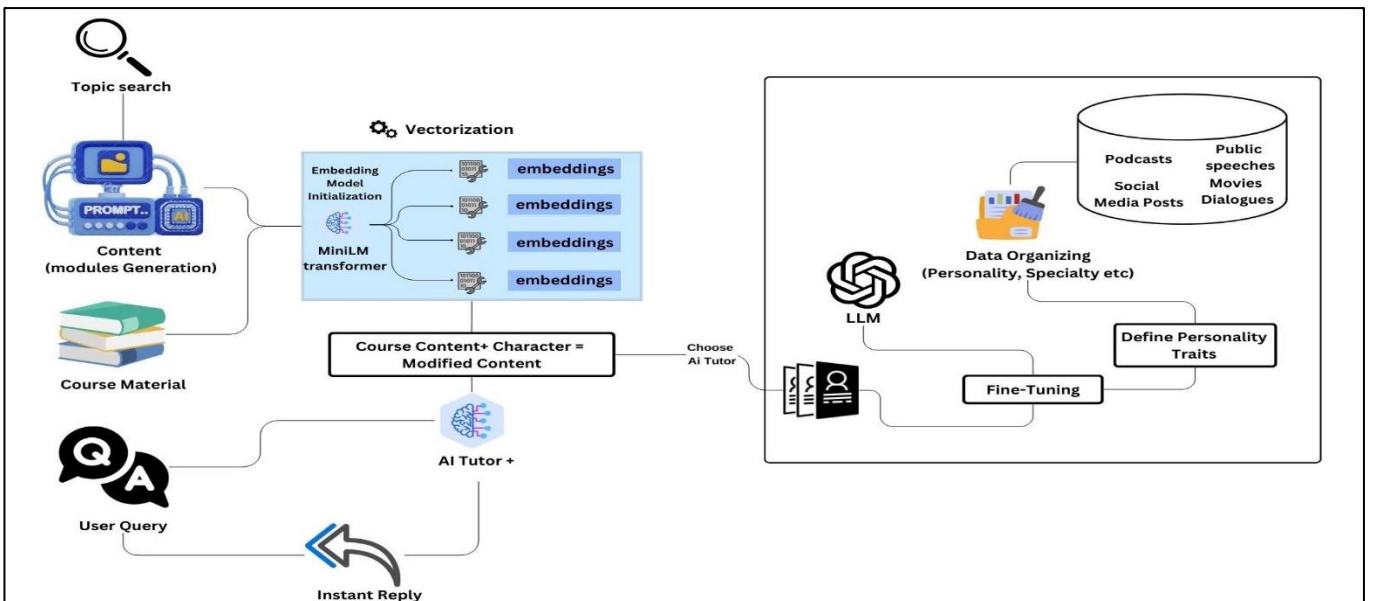 Topic search
PROMPT..
AI
Content
(modules Generation)
Course Material
Vectorization
Embedding
Model
Initialization
MiniLM
transformer
embeddings
embeddings
embeddings
embeddings
Course Content+ Character =
Modified Content
AI Tutor +
Q
A
User Query
Instant Reply
Choose
Ai Tutor
LLM
Fine-Tuning
Define Personality
Traits
Data Organizing
(Personality, Specialty etc)
Podcasts
Social
Media Posts
Public
speeches
Movies
Dialogues